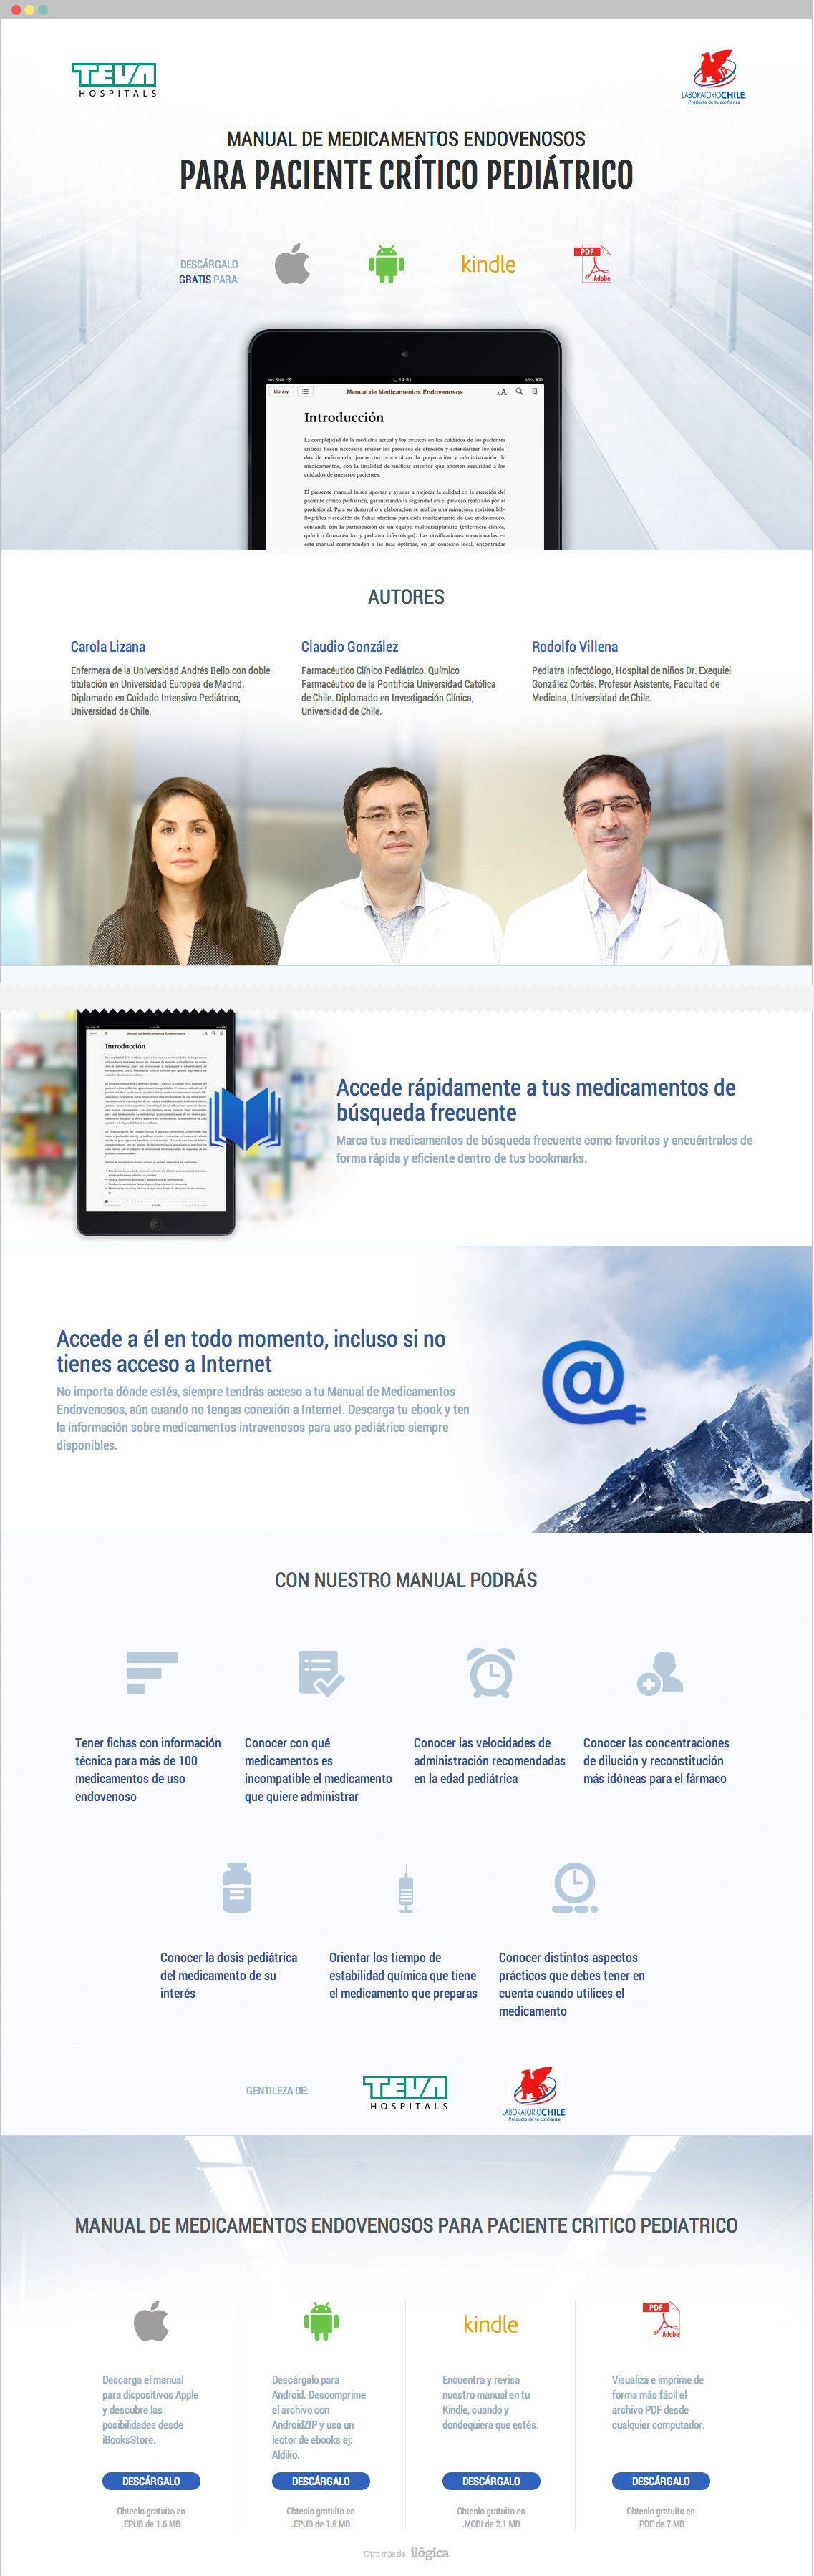 TEVA
HOSPITALS
LABORATORIOCHILE.
Producto de tu confianza
MANUAL DE MEDICAMENTOS ENDOVENOSOS
PARA PACIENTE CRÍTICO PEDIÁTRICO
DESCÁRGALO
GRATIS PARA:
kindle
PDF
Adobe
No SIM
14:51
86%
Library
Manual de Medicamentos Endovenosos
AA
Introducción
La complejidad de la medicina actual y los avances en los cuidados de los pacientes
críticos hacen necesario revisar los procesos de atención y estandarizar los cuida-
dos de enfermería, junto con protocolizar la preparación y administración de
medicamentos, con la finalidad de unificar criterios que aporten seguridad a los
cuidados de nuestros pacientes.
El presente manual busca aportar y ayudar a mejorar la calidad en la atención del
paciente crítico pediátrico, garantizando la seguridad en el proceso realizado por el
profesional. Para su desarrollo y elaboración se realizo una minuciosa revisión bib-
liográfica y creación de fichas técnicas para cada medicamento de uso endovenoso,
contando con la participación de un equipo multidisciplinario (enfermera clínica,
químico farmacéutico y pediatra infectólogo). Las dosificaciones mencionadas en
este manual corresponden a las mas óptimas, en un contexto local, encontradas
AUTORES
Carola Lizana
Enfermera de la Universidad Andrés Bello con doble
titulación en Universidad Europea de Madrid.
Diplomado en Cuidado Intensivo Pediátrico,
Universidad de Chile.
Claudio González
Farmacéutico Clínico Pediátrico. Químico
Farmacéutico de la Pontificia Universidad Católica
de Chile. Diplomado en Investigación Clínica,
Universidad de Chile.
Rodolfo Villena
Pediatra Infectólogo, Hospital de niños Dr. Exequiel
González Cortés. Profesor Asistente, Facultad de
Medicina, Universidad de Chile.
Manual de Medicamentos Endovenosos
Introducción
Accede rápidamente a tus medicamentos de
búsqueda frecuente
Marca tus medicamentos de búsqueda frecuente como favoritos y encuéntralos de
forma rápida y eficiente dentro de tus bookmarks.
Accede a él en todo momento, incluso si no
tienes acceso a Internet
No importa dónde estés, siempre tendrás acceso a tu Manual de Medicamentos
Endovenosos, aún cuando no tengas conexión a Internet. Descarga tu ebook y ten
la información sobre medicamentos intravenosos para uso pediátrico siempre
disponibles.
@
CON NUESTRO MANUAL PODRÁS
Tener fichas con información
técnica para más de 100
medicamentos de uso
endovenoso
Conocer con qué
medicamentos es
incompatible el medicamento
que quiere administrar
Conocer las velocidades de
administración recomendadas
en la edad pediátrica
Conocer las concentraciones
de dilución y reconstitución
más idóneas para el fármaco
Conocer la dosis pediátrica
del medicamento de su
interés
Orientar los tiempo de
estabilidad química que tiene
el medicamento que preparas
Conocer distintos aspectos
prácticos que debes tener en
cuenta cuando utilices el
medicamento
GENTILEZA DE:
TEVA
HOSPITALS
LABORATORIOCHILE.
Producto de tu confianza
MANUAL DE MEDICAMENTOS ENDOVENOSOS PARA PACIENTE CRITICO PEDIATRICO
Descarga el manual
para dispositivos Apple
y descubre las
posibilidades desde
iBooksStore.
DESCÁRGALO
Obtenlo gratuito en
.EPUB de 1.6 MB
Descárgalo para
Android. Descomprime
el archivo con
AndroidZIP y usa un
lector de ebooks ej:
Aldiko.
DESCÁRGALO
Obtenlo gratuito en
.EPUB de 1.6 MB
kindle
Encuentra y revisa
nuestro manual en tu
Kindle, cuando y
dondequiera que estés.
DESCÁRGALO
Obtenlo gratuito en
.MOBI de 2.1 MB
PDF
Adobe
Visualiza e imprime de
forma más fácil el
archivo PDF desde
cualquier computador.
DESCÁRGALO
Obtenlo gratuito en
.PDF de 7 MB
Otra más de ilógica